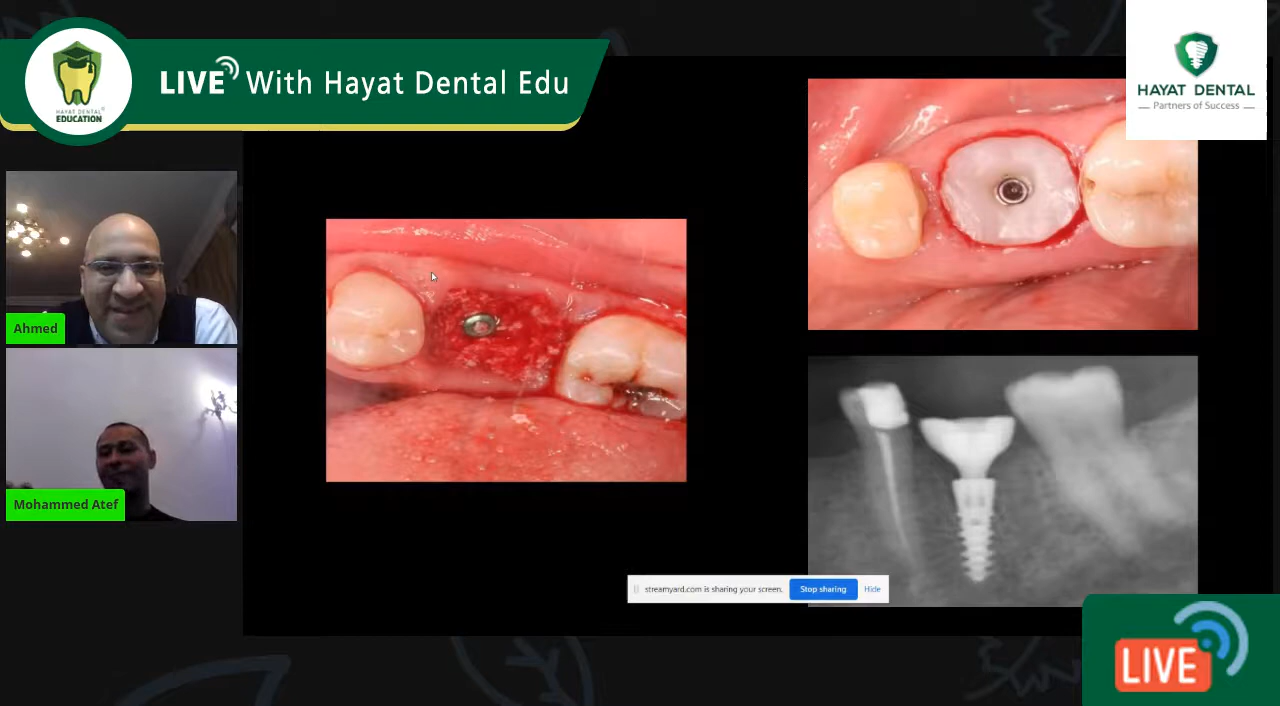 LIVE With Hayat Dental Edu
HAYAT DENTAL
EDUCATION
HAYAT DENTAL
Partners of Success
Ahmed
Mohammed Atef
streamyard.com is sharing your screen.
Stop sharing
Hide
LIVE